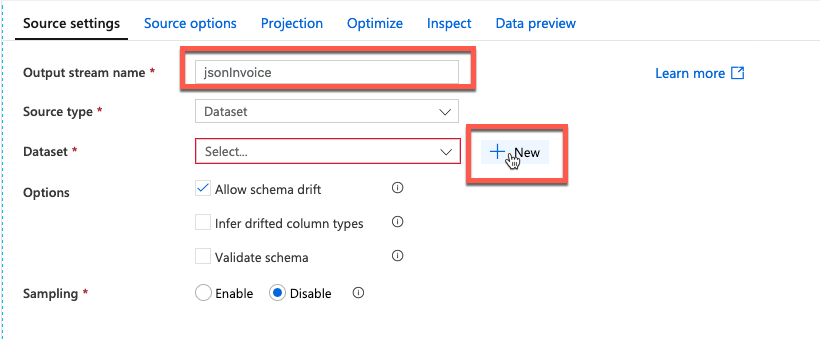 Source settings Source options Projection Optimize Inspect Data preview
Output stream name * jsonInvoice Learn more
Source type * Dataset
Dataset * Select... + New
Options Allow schema drift
Infer drifted column types
Validate schema
Sampling * Enable Disable